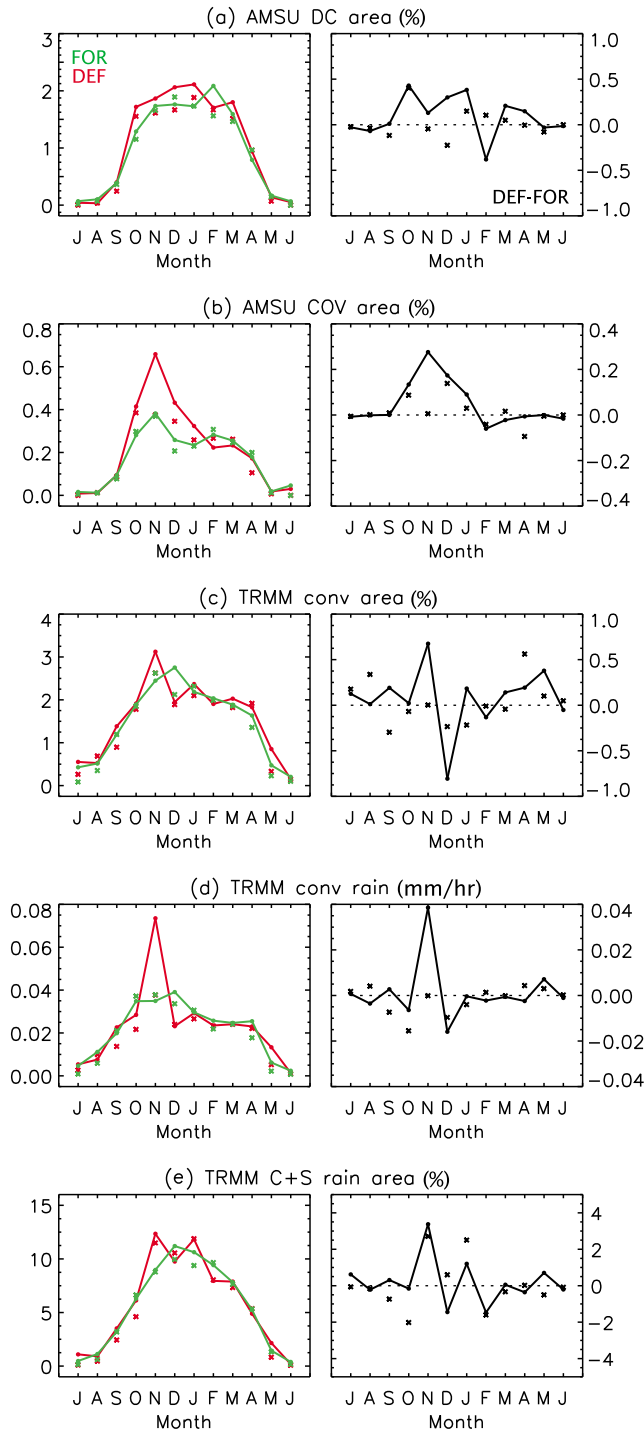 (a) AMSU DC area (%)
3
2
1
0
FOR
DEF
J A S O N D J F M A M J
Month
1.0
0.5
0.0
-0.5
-1.0
DEF-FOR
J A S O N D J F M A M J
Month
(b) AMSU COV area (%)
0.8
0.6
0.4
0.2
0.0
J A S O N D J F M A M J
Month
0.4
0.2
0.0
-0.2
-0.4
J A S O N D J F M A M J
Month
(c) TRMM conv area (%)
4
3
2
1
0
J A S O N D J F M A M J
Month
1.0
0.5
0.0
-0.5
-1.0
J A S O N D J F M A M J
Month
(d) TRMM conv rain (mm/hr)
0.08
0.06
0.04
0.02
0.00
J A S O N D J F M A M J
Month
0.04
0.02
0.00
-0.02
-0.04
J A S O N D J F M A M J
Month
(e) TRMM C+S rain area (%)
15
10
5
0
J A S O N D J F M A M J
Month
4
2
0
-2
-4
J A S O N D J F M A M J
Month